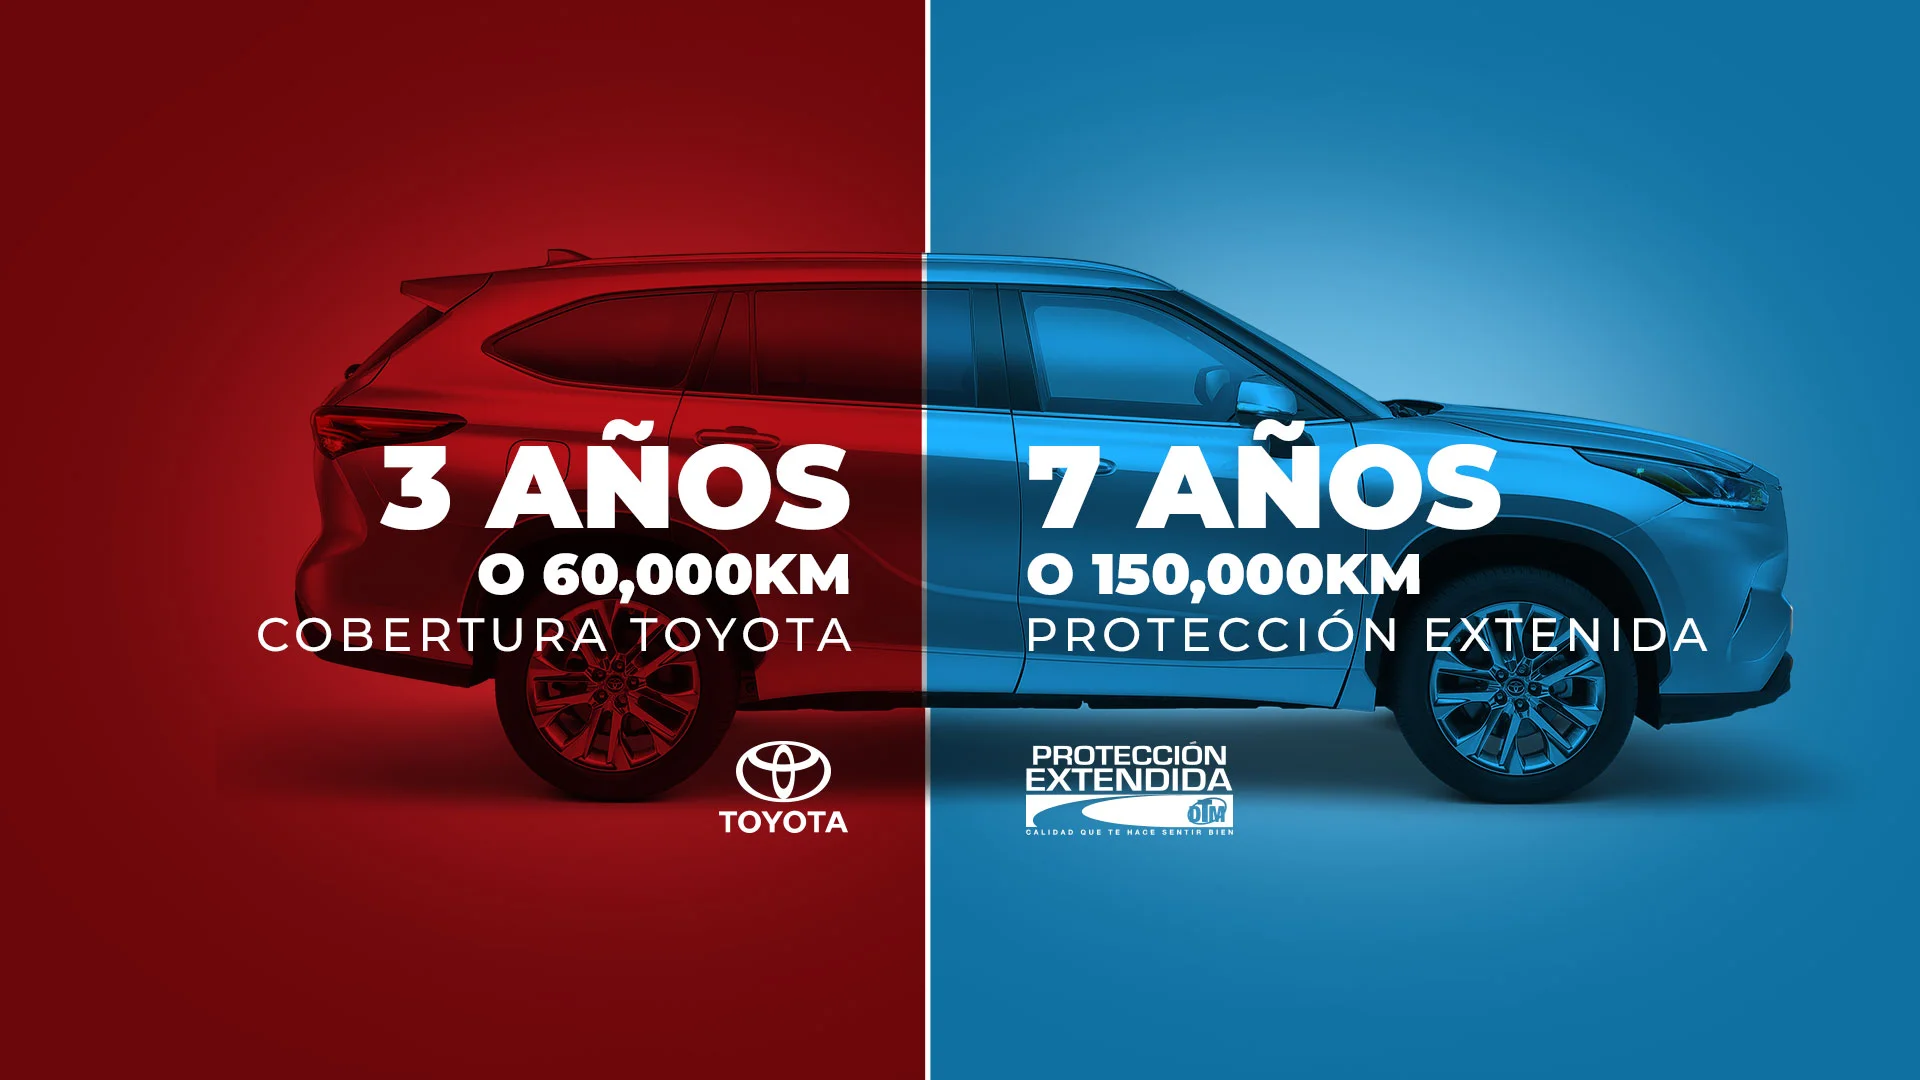 3 AÑOS
O 60,000KM
COBERTURA TOYOTA
TOYOTA
7 AÑOS
O 150,000KM
PROTECCIÓN EXTENIDA
PROTECCIÓN
EXTENDIDA
OTM
CALIDAD QUE TE HACE SENTIR BIEN